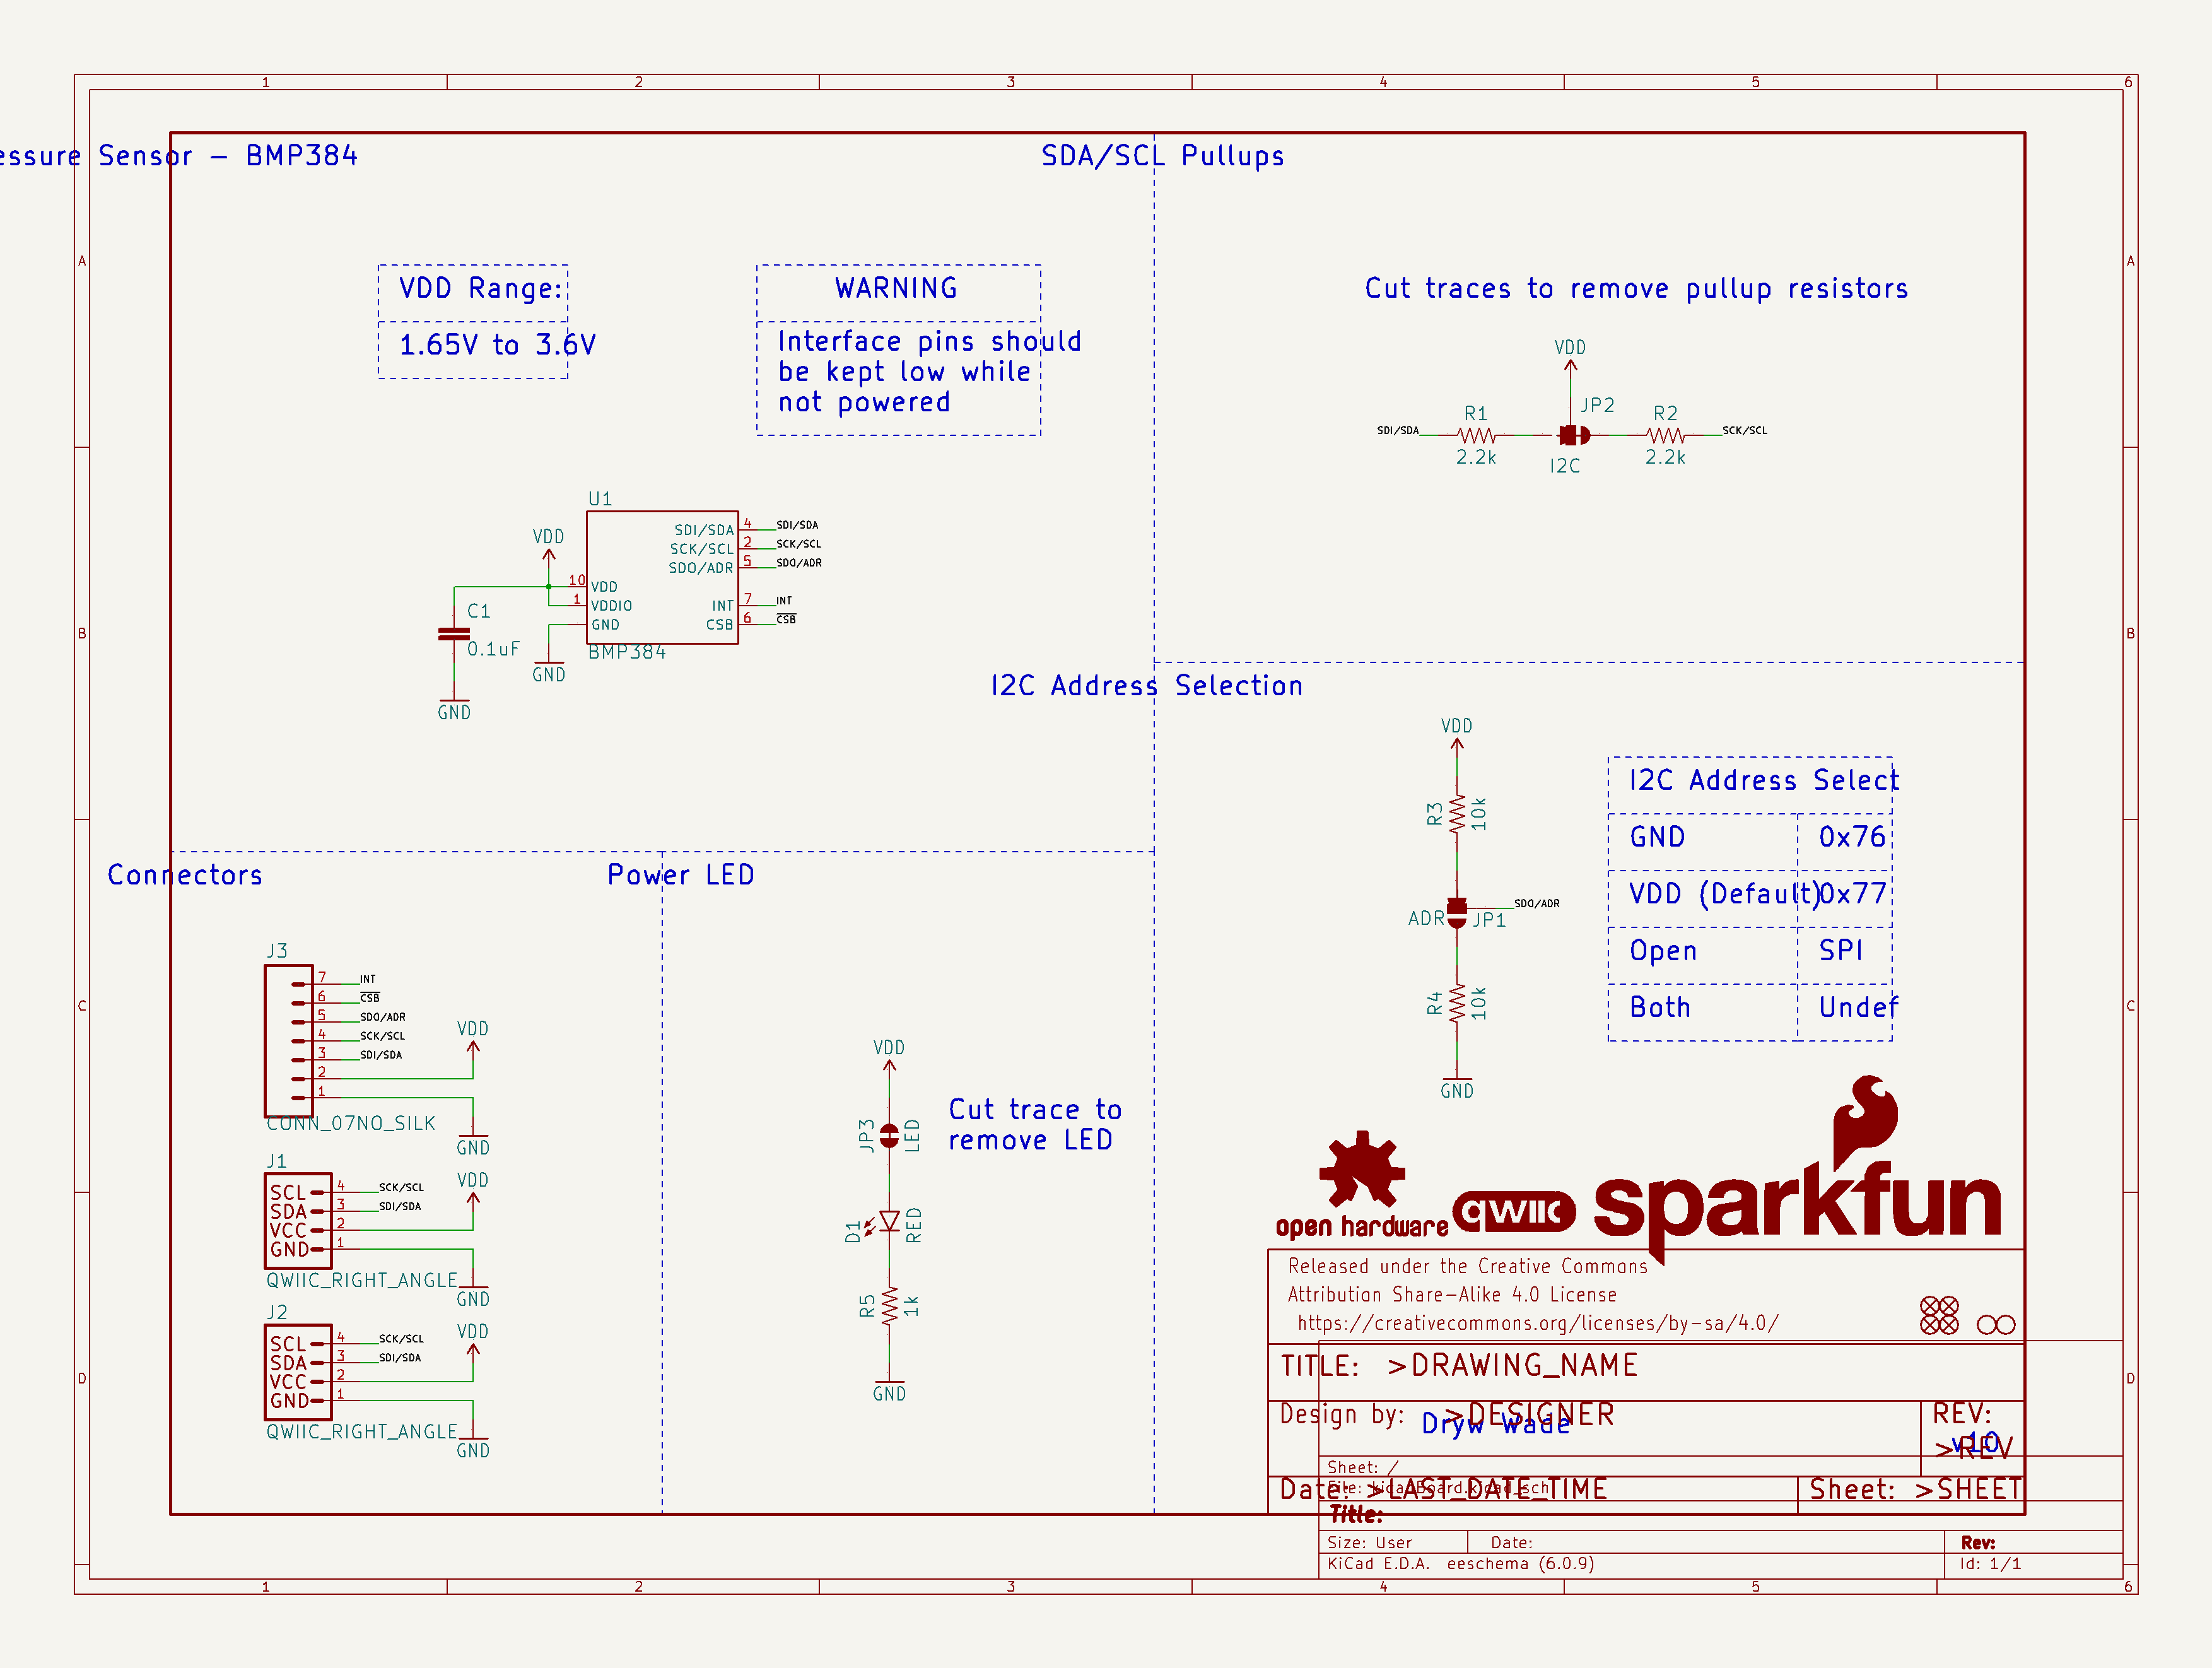 1 2 3 4 5 6
essure Sensor - BMP384
SDA/SCL Pullups
A
A
VDD Range:
1.65V to 3.6V
WARNING
Interface pins should
be kept low while
not powered
Cut traces to remove pullup resistors
VDD
JP2
R1
R2
SDI/SDA
SCK/SCL
2.2k
I2C
2.2k
U1
VDD
10
1
VDD
VDDIO
GND
SDI/SDA
SCK/SCL
SDO/ADR
INT
CSB
4
2
5
7
6
SDI/SDA
SCK/SCL
SDO/ADR
INT
CSB
BMP384
C1
0.1uF
GND
GND
B
B
I2C Address Selection
VDD
R3
10k
ADR
JP1
SDO/ADR
R4
10k
GND
I2C Address Select
GND 0x76
VDD (Default) 0x77
Open SPI
Both Undef
Connectors
Power LED
C
C
J3
7 INT
6 CSB
5 SDO/ADR
4 SCK/SCL
3 SDI/SDA
2
1
VDD
GND
CONN_07NO_SILK
J1
SCL 4 SCK/SCL
SDA 3 SDI/SDA
VCC 2
GND 1
VDD
GND
QWIIC_RIGHT_ANGLE
J2
SCL 4 SCK/SCL
SDA 3 SDI/SDA
VCC 2
GND 1
VDD
GND
QWIIC_RIGHT_ANGLE
VDD
JP3
LED
Cut trace to
remove LED
D1
RED
R5
1k
GND
open hardware
qwiic
sparkfun
Released under the Creative Commons
Attribution Share-Alike 4.0 License
https://creativecommons.org/licenses/by-sa/4.0/
D
D
TITLE: >DRAWING_NAME
Design by: >DESIGNER
Dryw Wade
REV:
>REV
v10
Sheet: /
File: kicadBoard.kicad_sch
Date: >LAST_DATE_TIME
Sheet: >SHEET
Title:
Size: User
Date:
Rev:
KiCad E.D.A. eeschema (6.0.9)
Id: 1/1
1 2 3 4 5 6